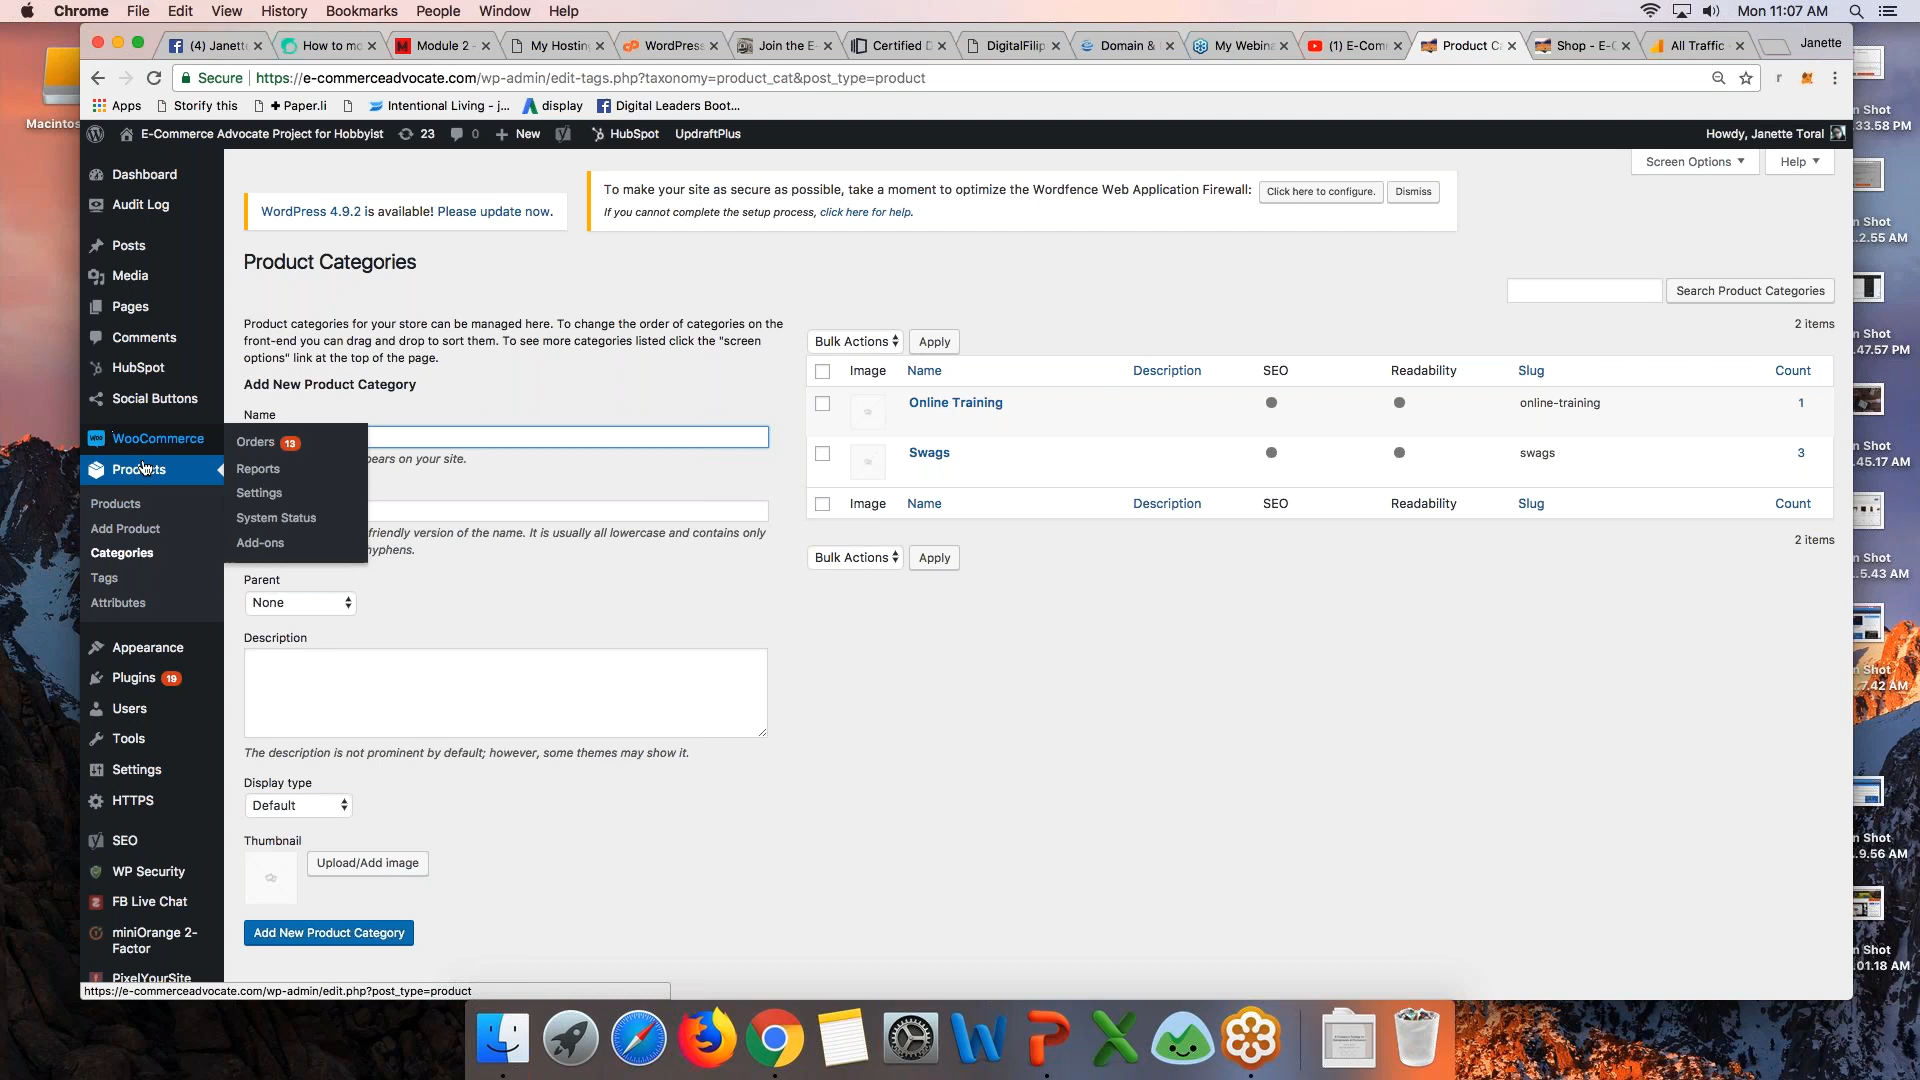 Chrome File Edit View History Bookmarks People Window Help Mon 11:07 AM
(4) Janett How to mo Module 2 - My Hosting WordPress Join the E- Certified D DigitalFilip Domain & My Webina (1) E-Com Product C Shop - E-C All Traffic Janette
Secure https://e-commerceadvocate.com/wp-admin/edit-tags.php?taxonomy=product_cat&post_type=product
Apps Storify this + Paper.li Intentional Living - j... display Digital Leaders Boot...
E-Commerce Advocate Project for Hobbyist 23 0 + New HubSpot UpdraftPlus Howdy, Janette Toral
Macintos
Screen Options Help
Dashboard
Audit Log
Posts
Media
Pages
Comments
HubSpot
Social Buttons
WooCommerce
Products
Products
Add Product
Categories
Tags
Attributes
Appearance
Plugins 19
Users
Tools
Settings
HTTPS
SEO
WP Security
FB Live Chat
miniOrange 2-
Factor
PixelYourSite
Orders 13
Reports
Settings
System Status
Add-ons
WordPress 4.9.2 is available! Please update now.
To make your site as secure as possible, take a moment to optimize the Wordfence Web Application Firewall: Click here to configure. Dismiss
If you cannot complete the setup process, click here for help.
Product Categories
Search Product Categories
Product categories for your store can be managed here. To change the order of categories on the
front-end you can drag and drop to sort them. To see more categories listed click the "screen
options" link at the top of the page.
Add New Product Category
Name
pears on your site.
friendly version of the name. It is usually all lowercase and contains only
hyphens.
Parent
None
Description
The description is not prominent by default; however, some themes may show it.
Display type
Default
Thumbnail
Upload/Add image
Add New Product Category
2 items
Bulk Actions Apply
Image Name Description SEO Readability Slug Count
Online Training online-training 1
Swags swags 3
Image Name Description SEO Readability Slug Count
2 items
Bulk Actions Apply
https://e-commerceadvocate.com/wp-admin/edit.php?post_type=product
n Shot
.33.58 PM
n Shot
.2.55 AM
n Shot
.47.57 PM
n Shot
.45.17 AM
n Shot
.5.43 AM
n Shot
.7.42 AM
n Shot
.9.56 AM
n Shot
.01.18 AM